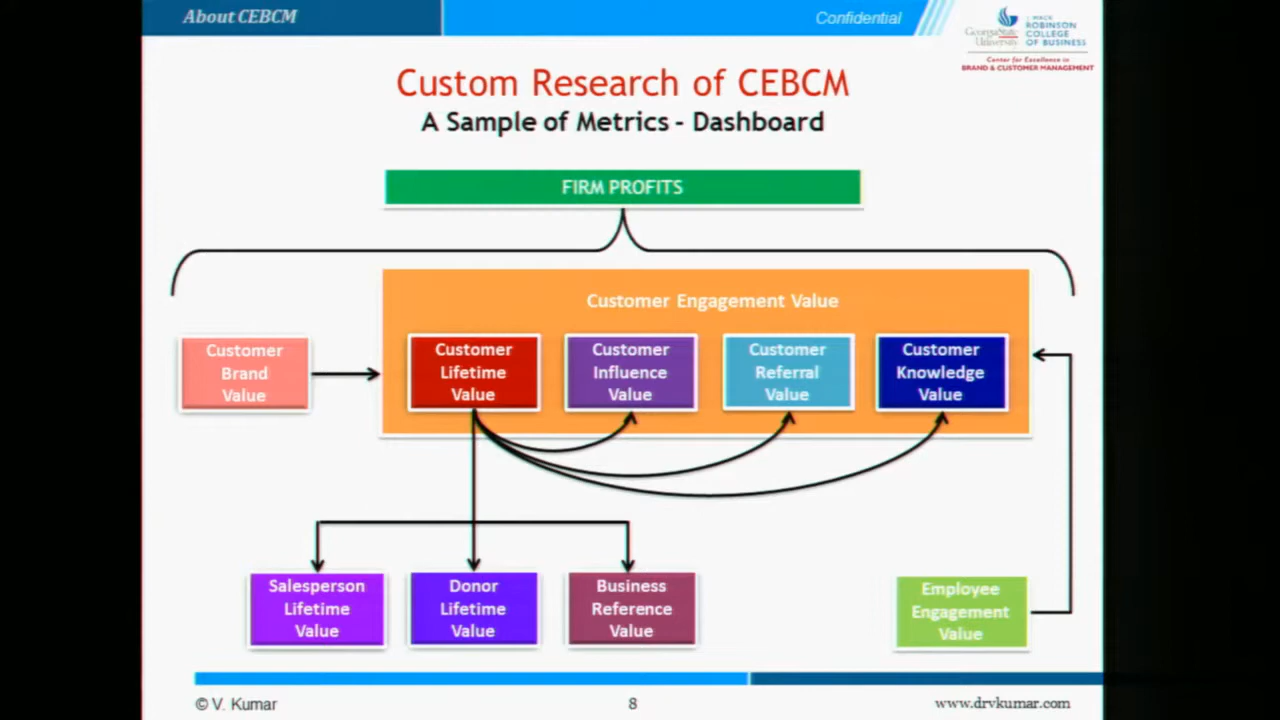 About CEBCM
Confidential
J. MACK
ROBINSON
COLLEGE
OF BUSINESS
GeorgiaState
University
Center for Excellence in
BRAND & CUSTOMER MANAGEMENT
Custom Research of CEBCM
A Sample of Metrics - Dashboard
FIRM PROFITS
Customer Engagement Value
Customer
Brand
Value
Customer
Lifetime
Value
Customer
Influence
Value
Customer
Referral
Value
Customer
Knowledge
Value
Salesperson
Lifetime
Value
Donor
Lifetime
Value
Business
Reference
Value
Employee
Engagement
Value
© V. Kumar
8
www.drvkumar.com